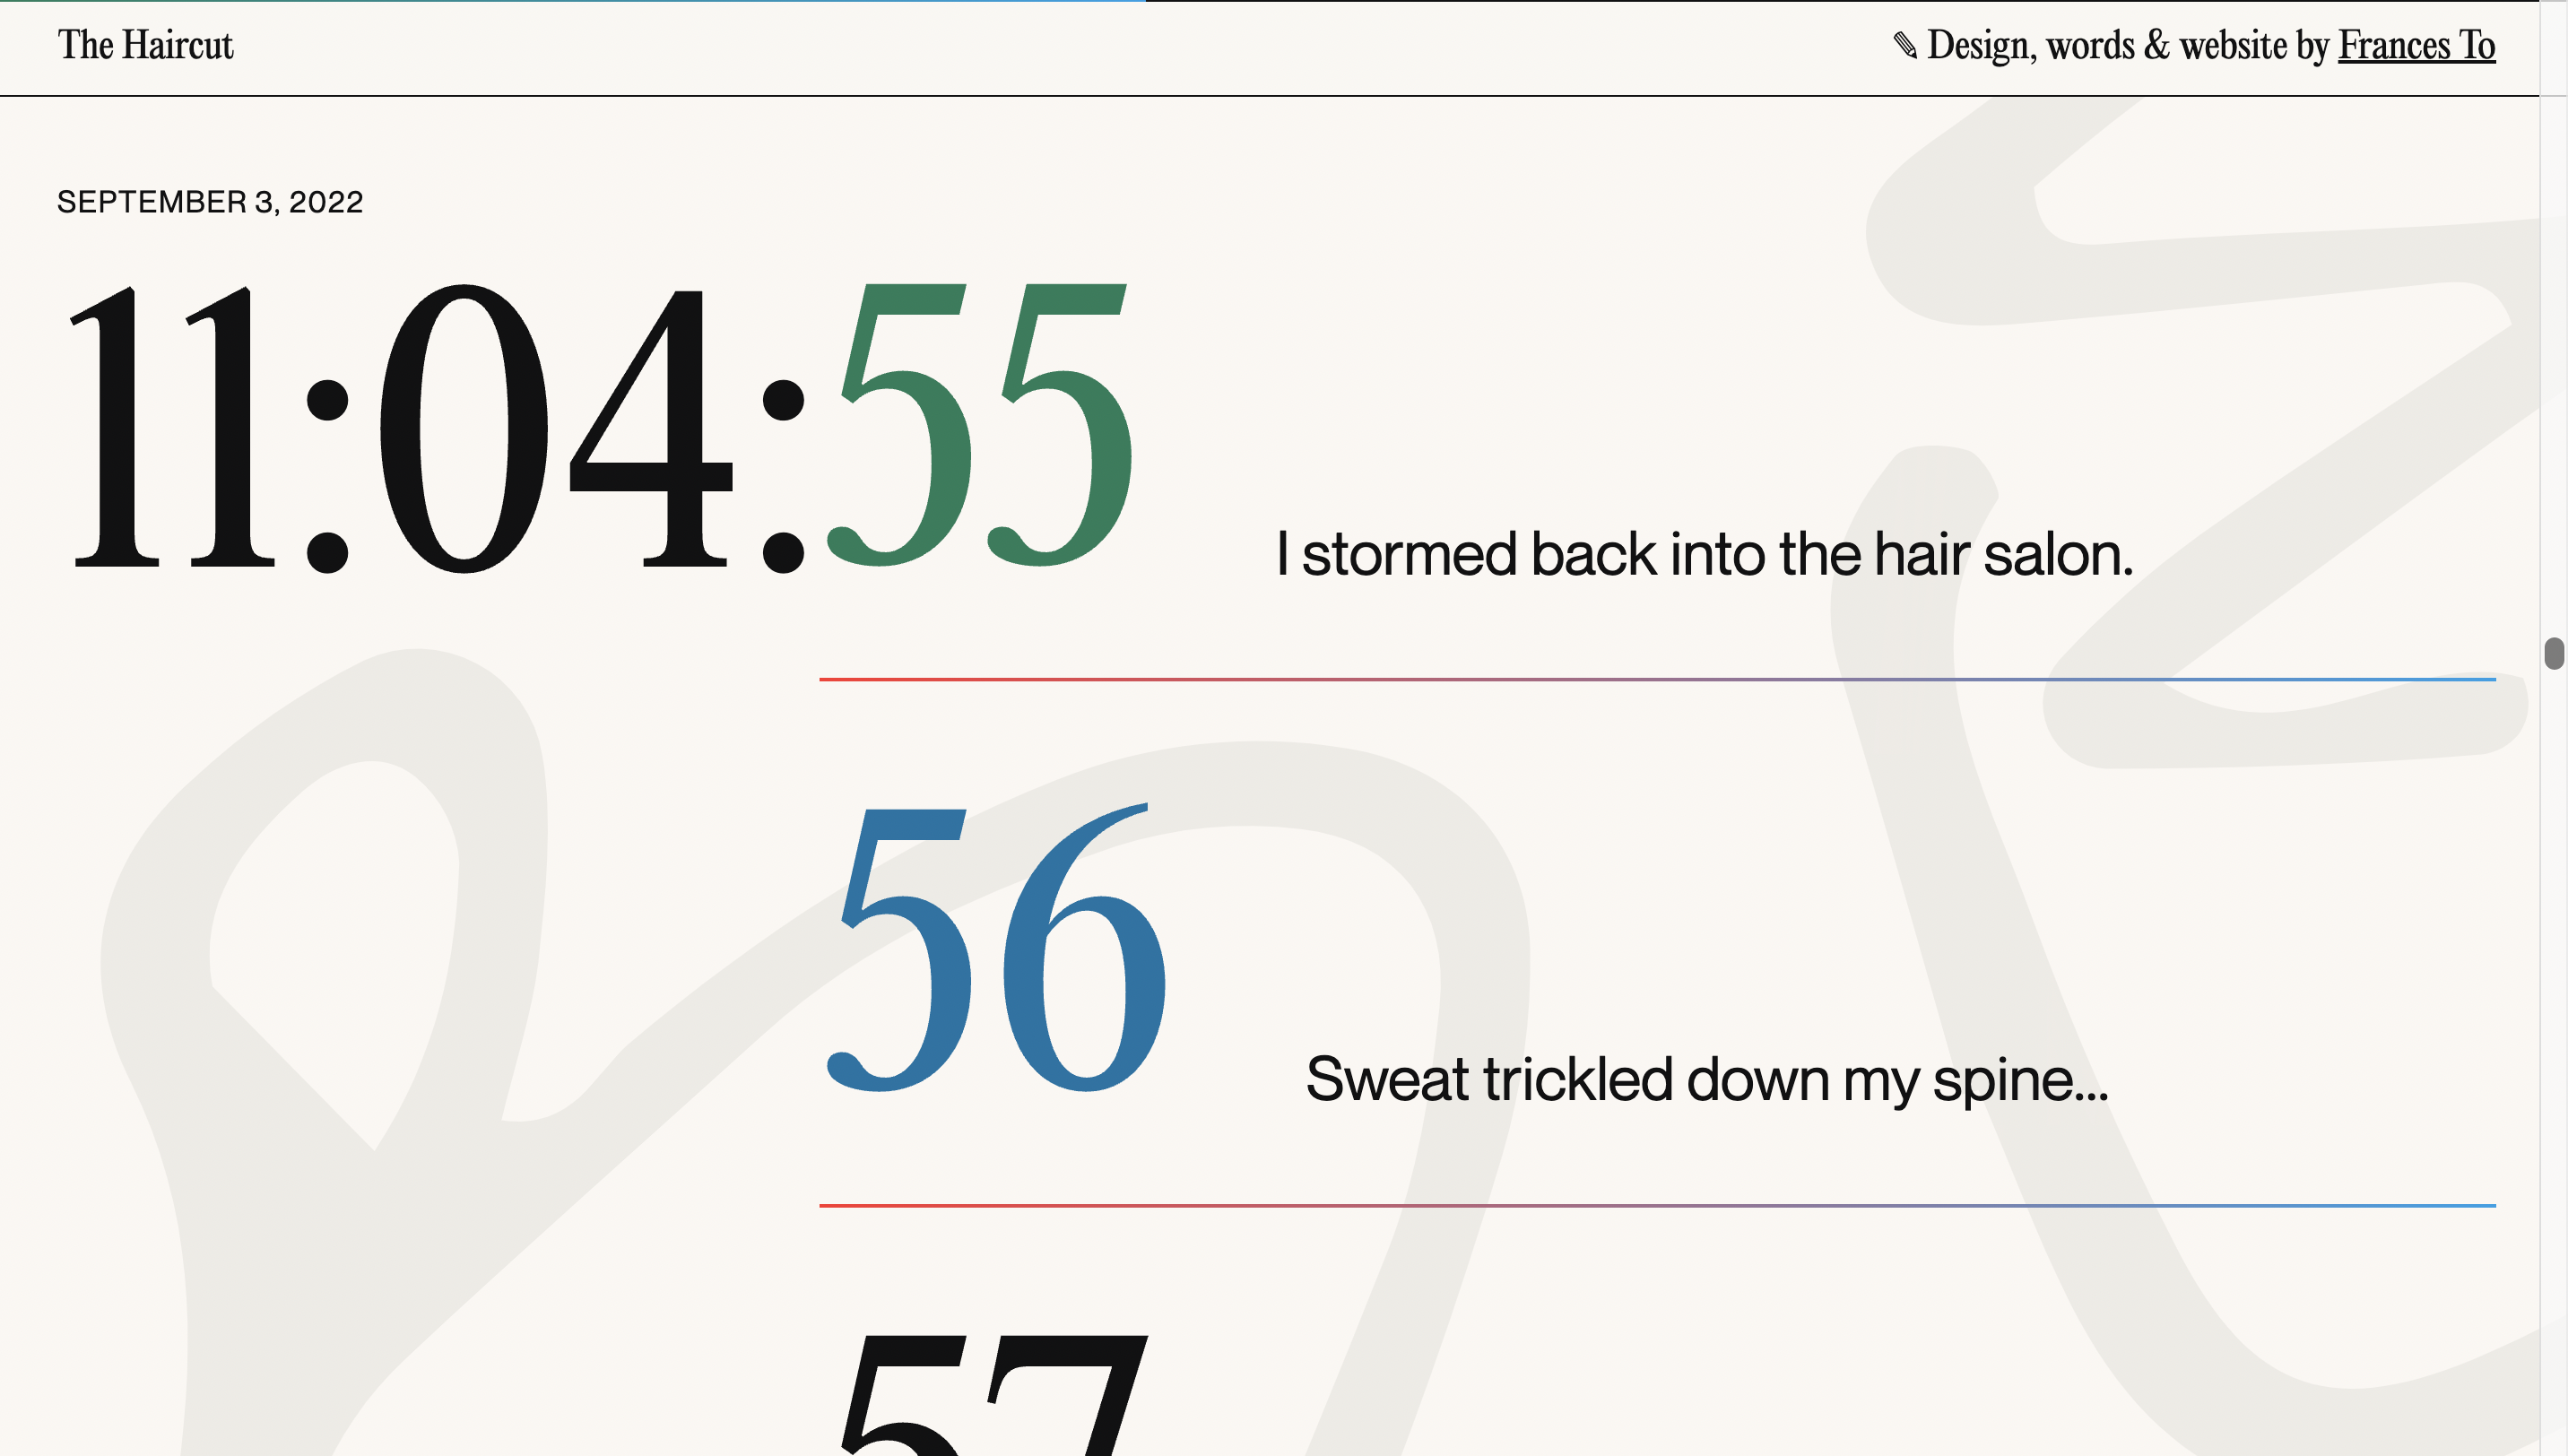 The Haircut
✎ Design, words & website by Frances To
SEPTEMBER 3, 2022
11:04:55
I stormed back into the hair salon.
56
Sweat trickled down my spine...
57